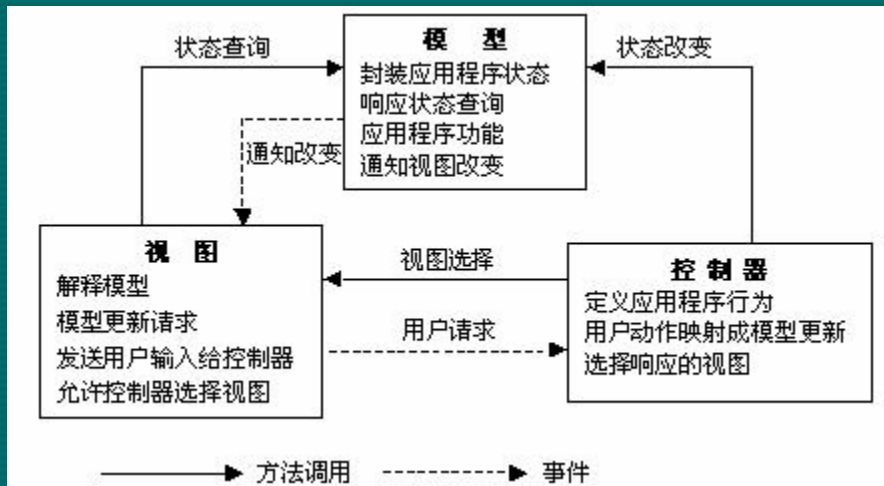 状态查询
模 型
状态改变
封装应用程序状态
响应状态查询
应用程序功能
通知视图改变
通知改变
视 图
解释模型
模型更新请求
发送用户输入给控制器
允许控制器选择视图
视图选择
用户请求
控 制 器
定义应用程序行为
用户动作映射成模型更新
选择响应的视图
方法调用
事件